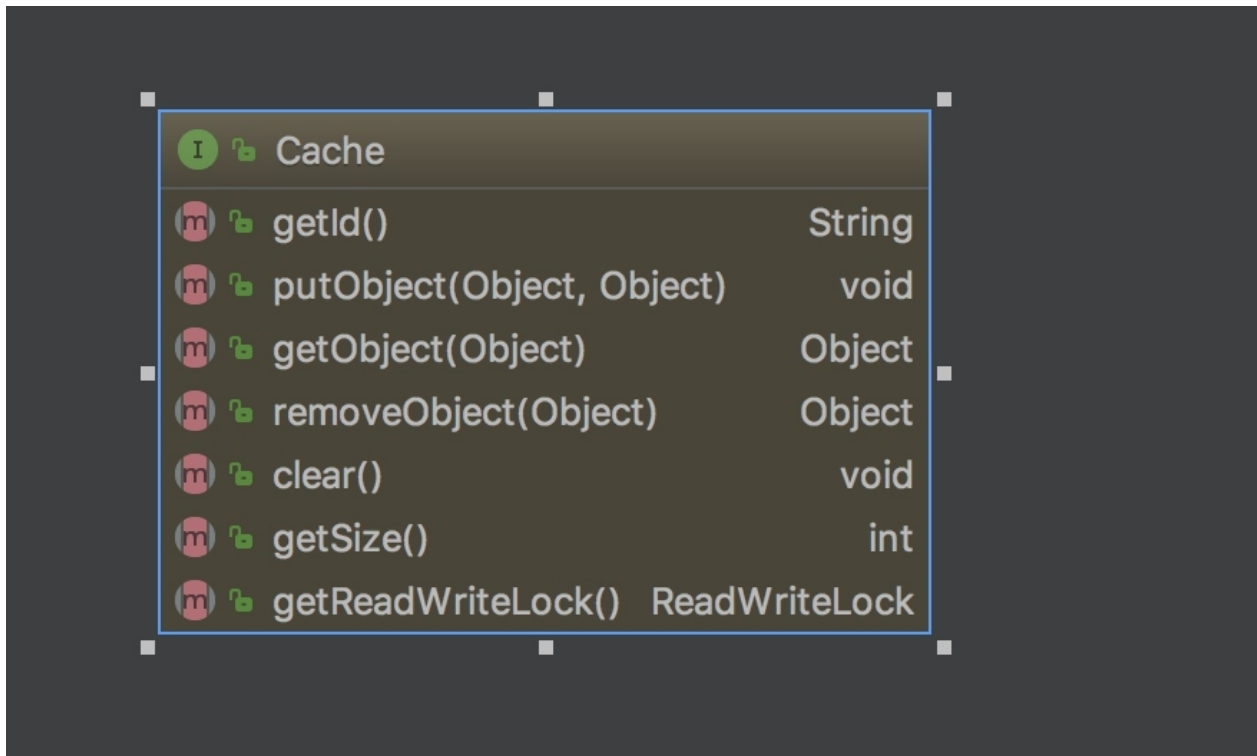 I Cache
m getId() String
m putObject(Object, Object) void
m getObject(Object) Object
m removeObject(Object) Object
m clear() void
m getSize() int
m getReadWriteLock() ReadWriteLock